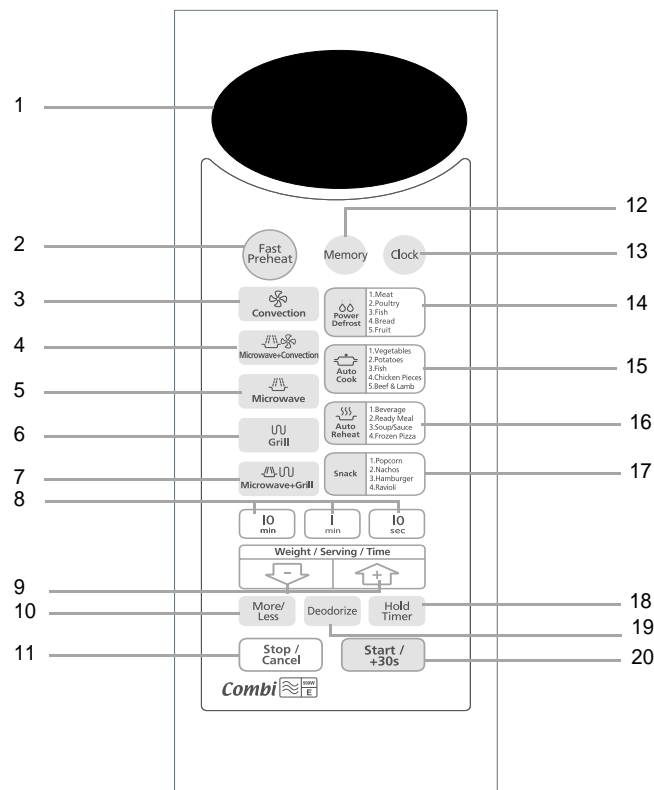 1
2
Fast
Preheat
12
Memory
13
Clock
3
Convection
14
Power
Defrost
1.Meat
2.Poultry
3.Fish
4.Bread
5.Fruit
4
Microwave+Convection
15
Auto
Cook
1.Vegetables
2.Potatoes
3.Fish
4.Chicken Pieces
5.Beef & Lamb
5
Microwave
16
Auto
Reheat
1.Beverage
2.Ready Meal
3.Soup/Sauce
4.Frozen Pizza
6
Grill
17
Snack
1.Popcorn
2.Nachos
3.Hamburger
4.Ravioli
7
Microwave+Grill
8
10
min
1
min
10
sec
Weight / Serving / Time
9
-
+
10
More/
Less
19
Deodorize
18
Hold
Timer
11
Stop /
Cancel
20
Start /
+30s
Combi
900W
E